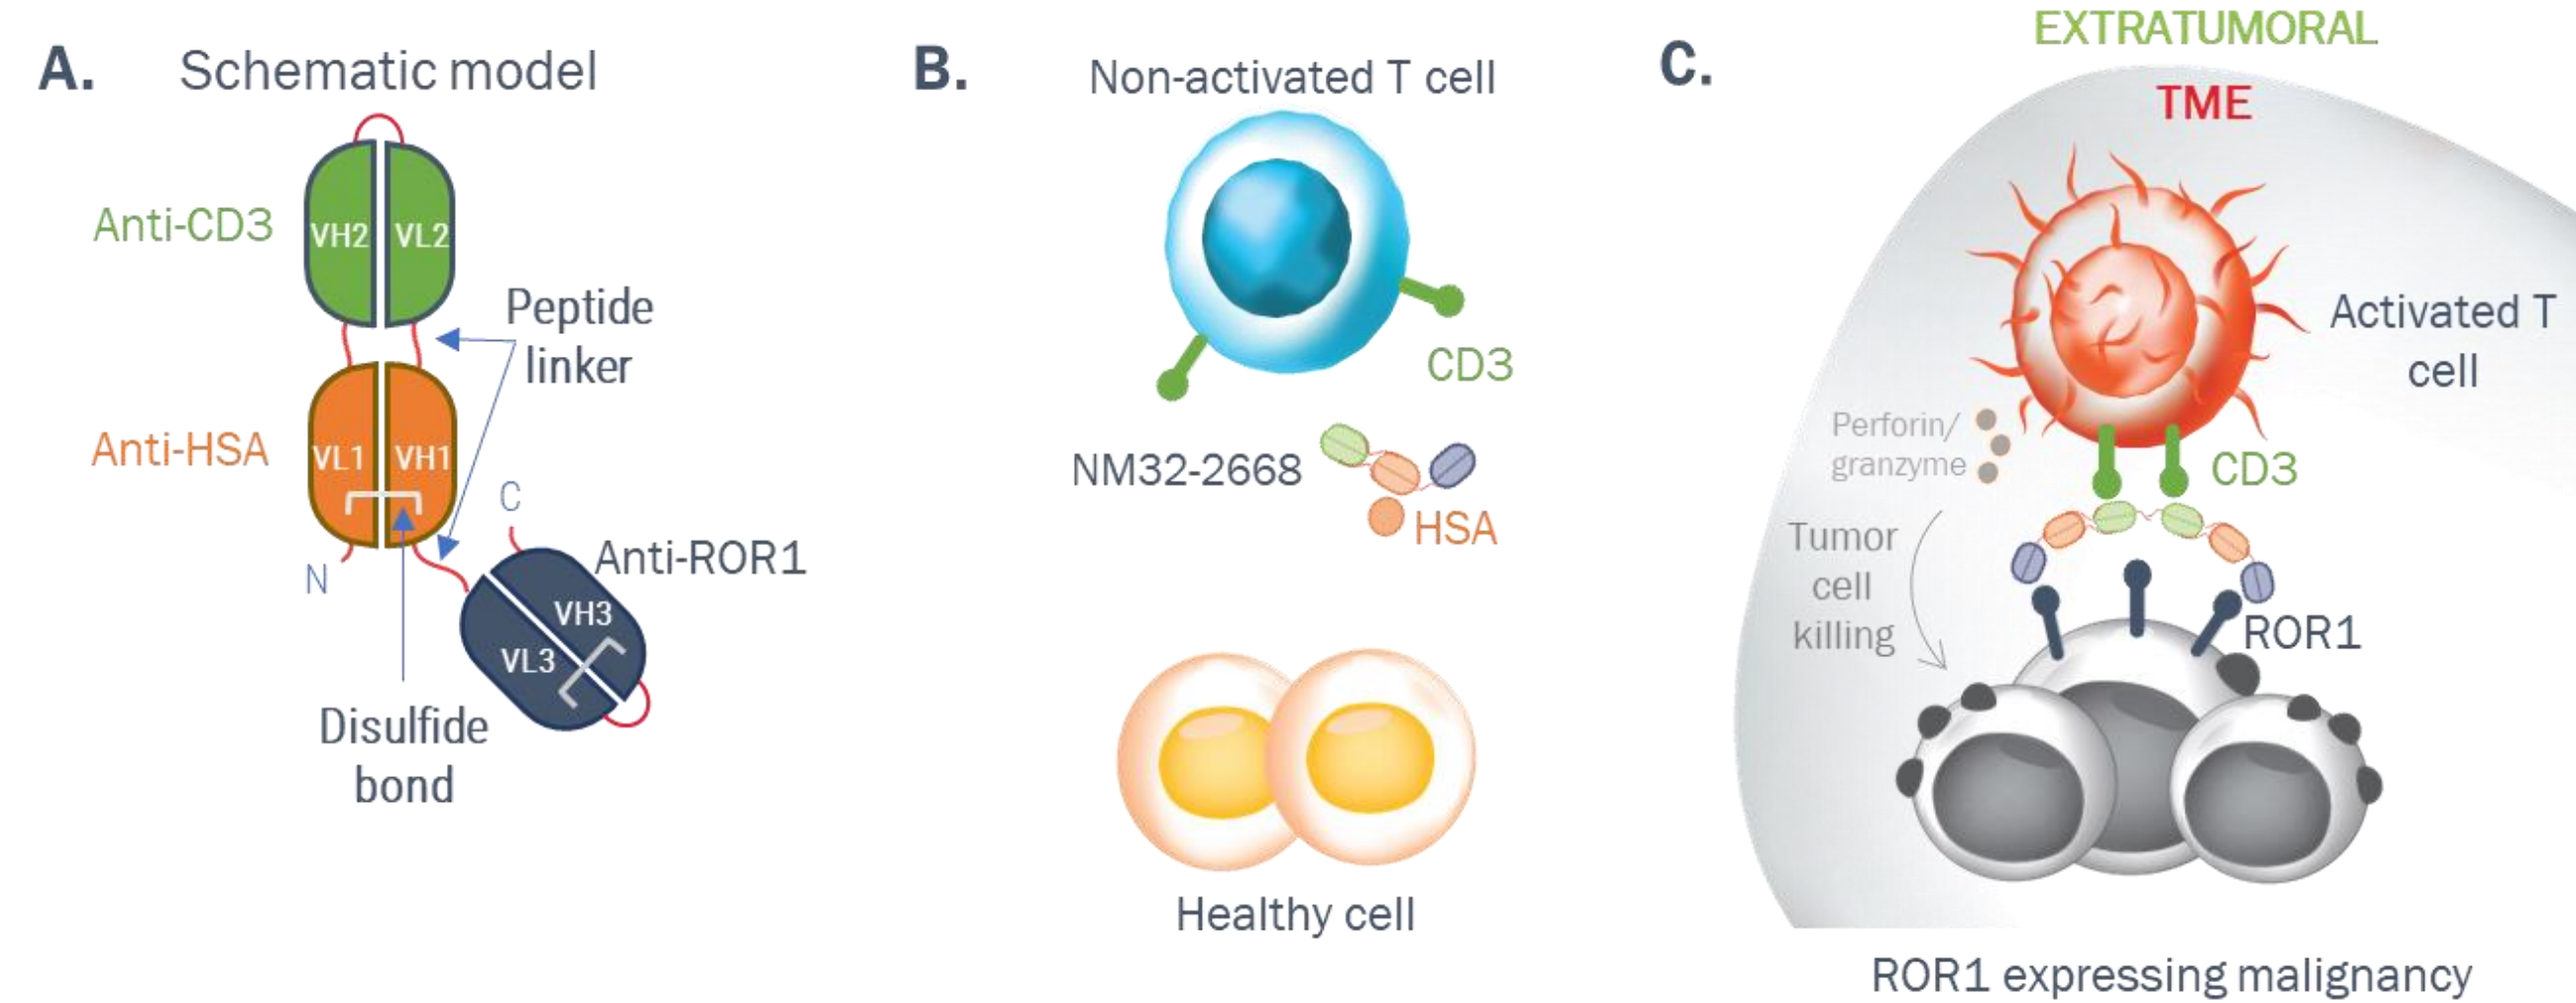 A.
Schematic model
Anti-CD3
VH2
VL2
Peptide
linker
Anti-HSA
VL1
VH1
N
C
Anti-ROR1
VH3
VL3
Disulfide
bond
B.
Non-activated T cell
CD3
NM32-2668
HSA
Healthy cell
C.
EXTRATUMORAL
TME
Activated T
cell
Perforin/
granzyme
CD3
Tumor
cell
killing
ROR1
ROR1 expressing malignancy